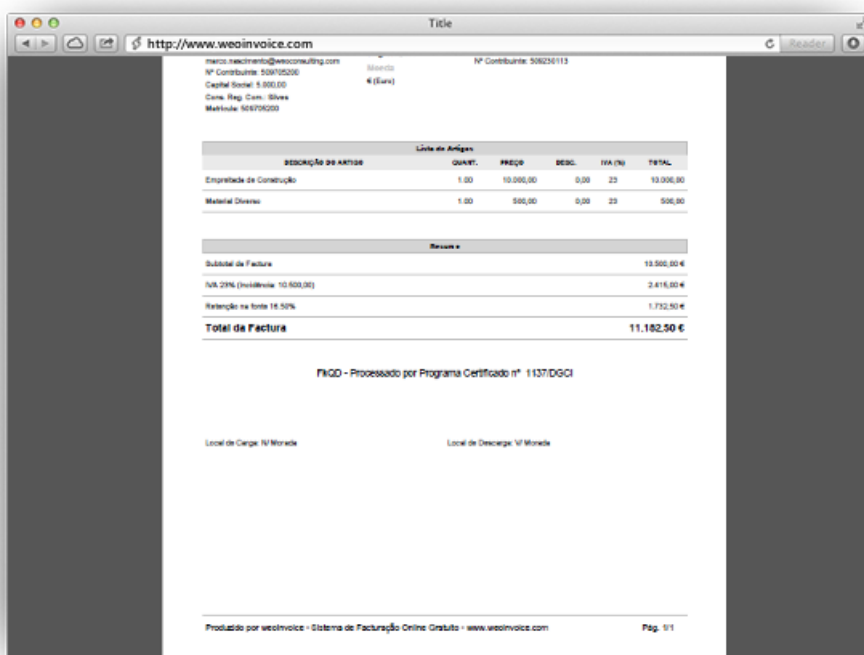 Title
http://www.weoinvoice.com
Reader
marco.nascimento@weoconsulting.com
Nº Contribuinte: 509705200
Capital Social: 5.000,00
Cons. Reg. Com.: Silves
Matrícula: 509705200
Moeda
€ (Euro)
Nº Contribuinte: 509230113
Lista de Artigos
DESCRIÇÃO DO ARTIGO QUANT. PREÇO DESC. IVA (%) TOTAL
Empreitada de Construção 1.00 10.000,00 0,00 23 10.000,00
Material Diverso 1.00 500,00 0,00 23 500,00
Resumo
Subtotal da Factura 10.500,00 €
IVA 23% (Incidência: 10.500,00) 2.415,00 €
Retenção na fonte 16.50% 1.732,50 €
Total da Factura 11.182,50 €
- Processado por Programa Certificado nº 1137/DGCI
Local de Carga: N/ Morada
Local de Descarga: V/ Morada
Produzido por weoinvoice - Sistema de Facturação Online Gratuito - www.weoinvoice.com
Pág. 1/1